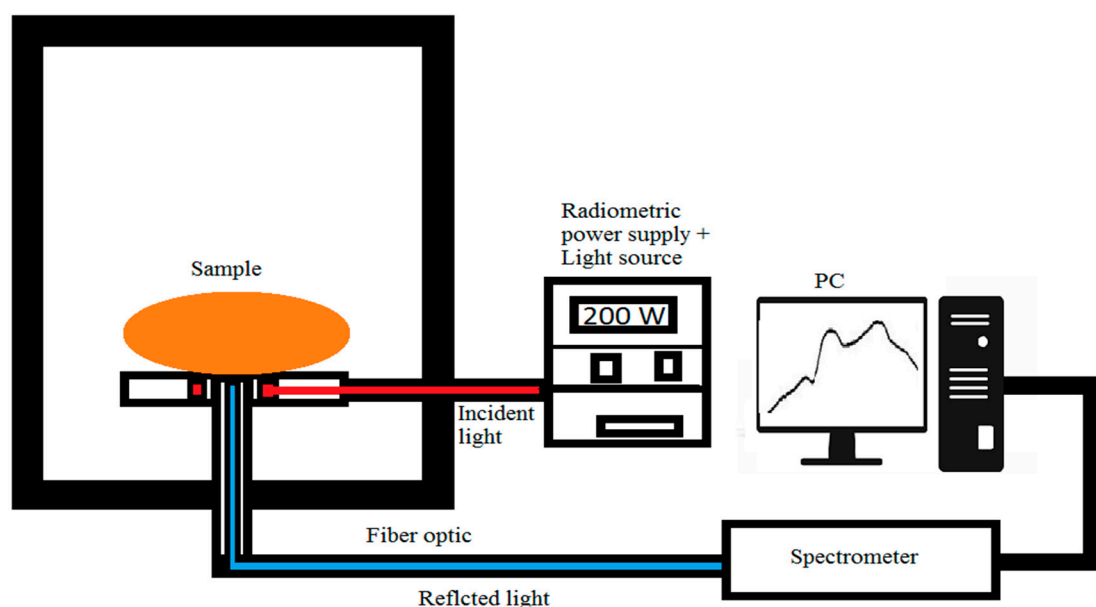 Radiometric
power supply +
Light source
Sample
PC
200 W
Incident
light
Fiber optic
Spectrometer
Reflcted light